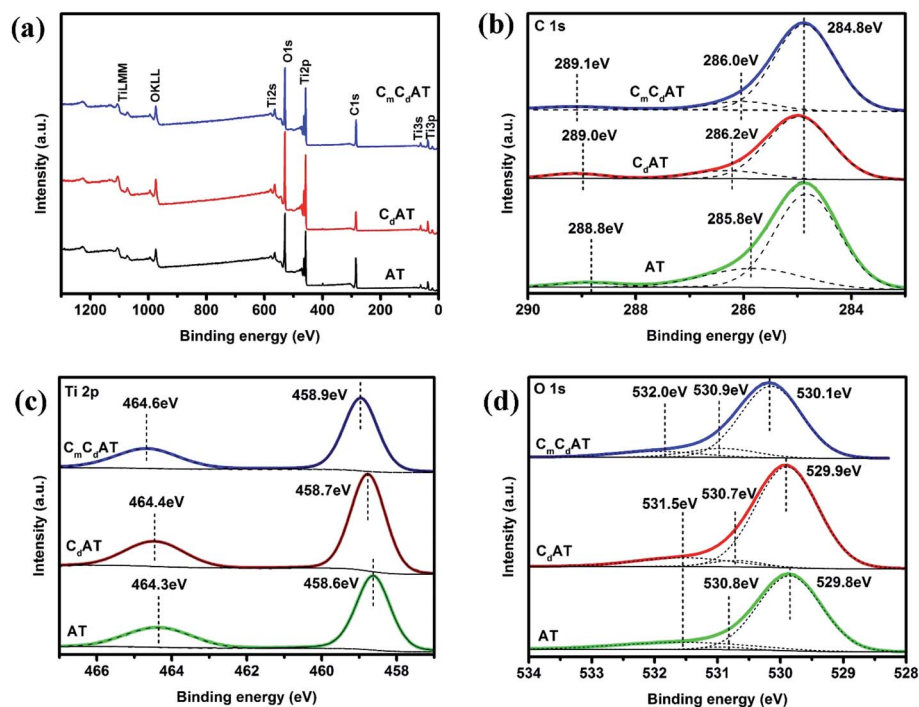 (a)
TiLMM
OKLL
Ti2s
O1s
Ti2p
C1s
Ti3s
Ti3p
CmCdAT
CdAT
AT
Intensity (a.u.)
1200 1000 800 600 400 200 0
Binding energy (eV)
(b)
C 1s
284.8eV
289.1eV 286.0eV
CmCdAT
289.0eV 286.2eV
CdAT
288.8eV 285.8eV
AT
Intensity (a.u.)
290 288 286 284
Binding energy (eV)
(c)
Ti 2p
464.6eV 458.9eV
CmCdAT
464.4eV 458.7eV
CdAT
464.3eV 458.6eV
AT
Intensity (a.u.)
466 464 462 460 458
Binding energy (eV)
(d)
O 1s
532.0eV 530.9eV 530.1eV
CmCdAT
531.5eV 530.7eV 529.9eV
CdAT
530.8eV 529.8eV
AT
Intensity (a.u.)
534 533 532 531 530 529 528
Binding energy (eV)